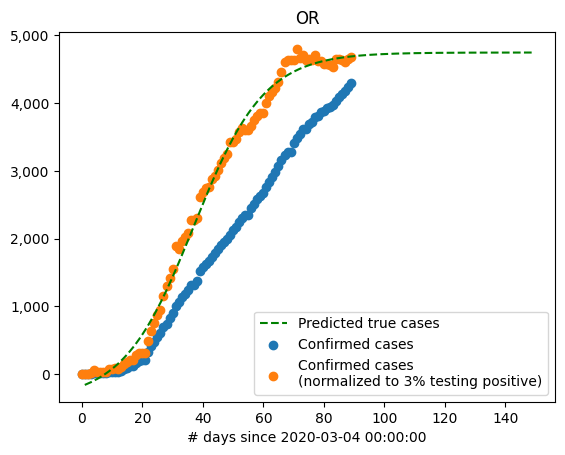 OR
5,000
4,000
3,000
2,000
1,000
0
Predicted true cases
Confirmed cases
Confirmed cases
(normalized to 3% testing positive)
0 20 40 60 80 100 120 140
# days since 2020-03-04 00:00:00